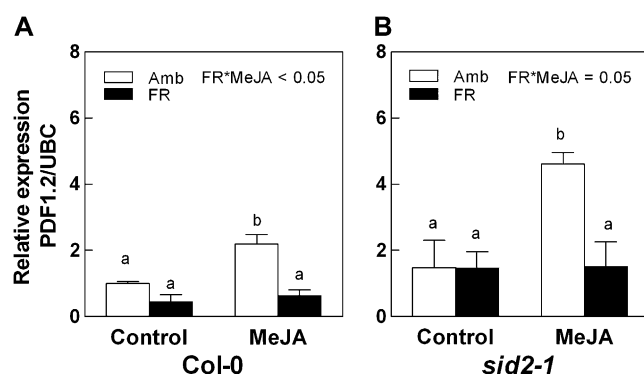 A
B
8
6
4
2
0
Relative expression
PDF1.2/UBC
Amb
FR
FR*MeJA < 0.05
a
a
b
a
Control
MeJA
Col-0
8
6
4
2
0
Amb
FR
FR*MeJA = 0.05
a
a
b
a
Control
MeJA
sid2-1